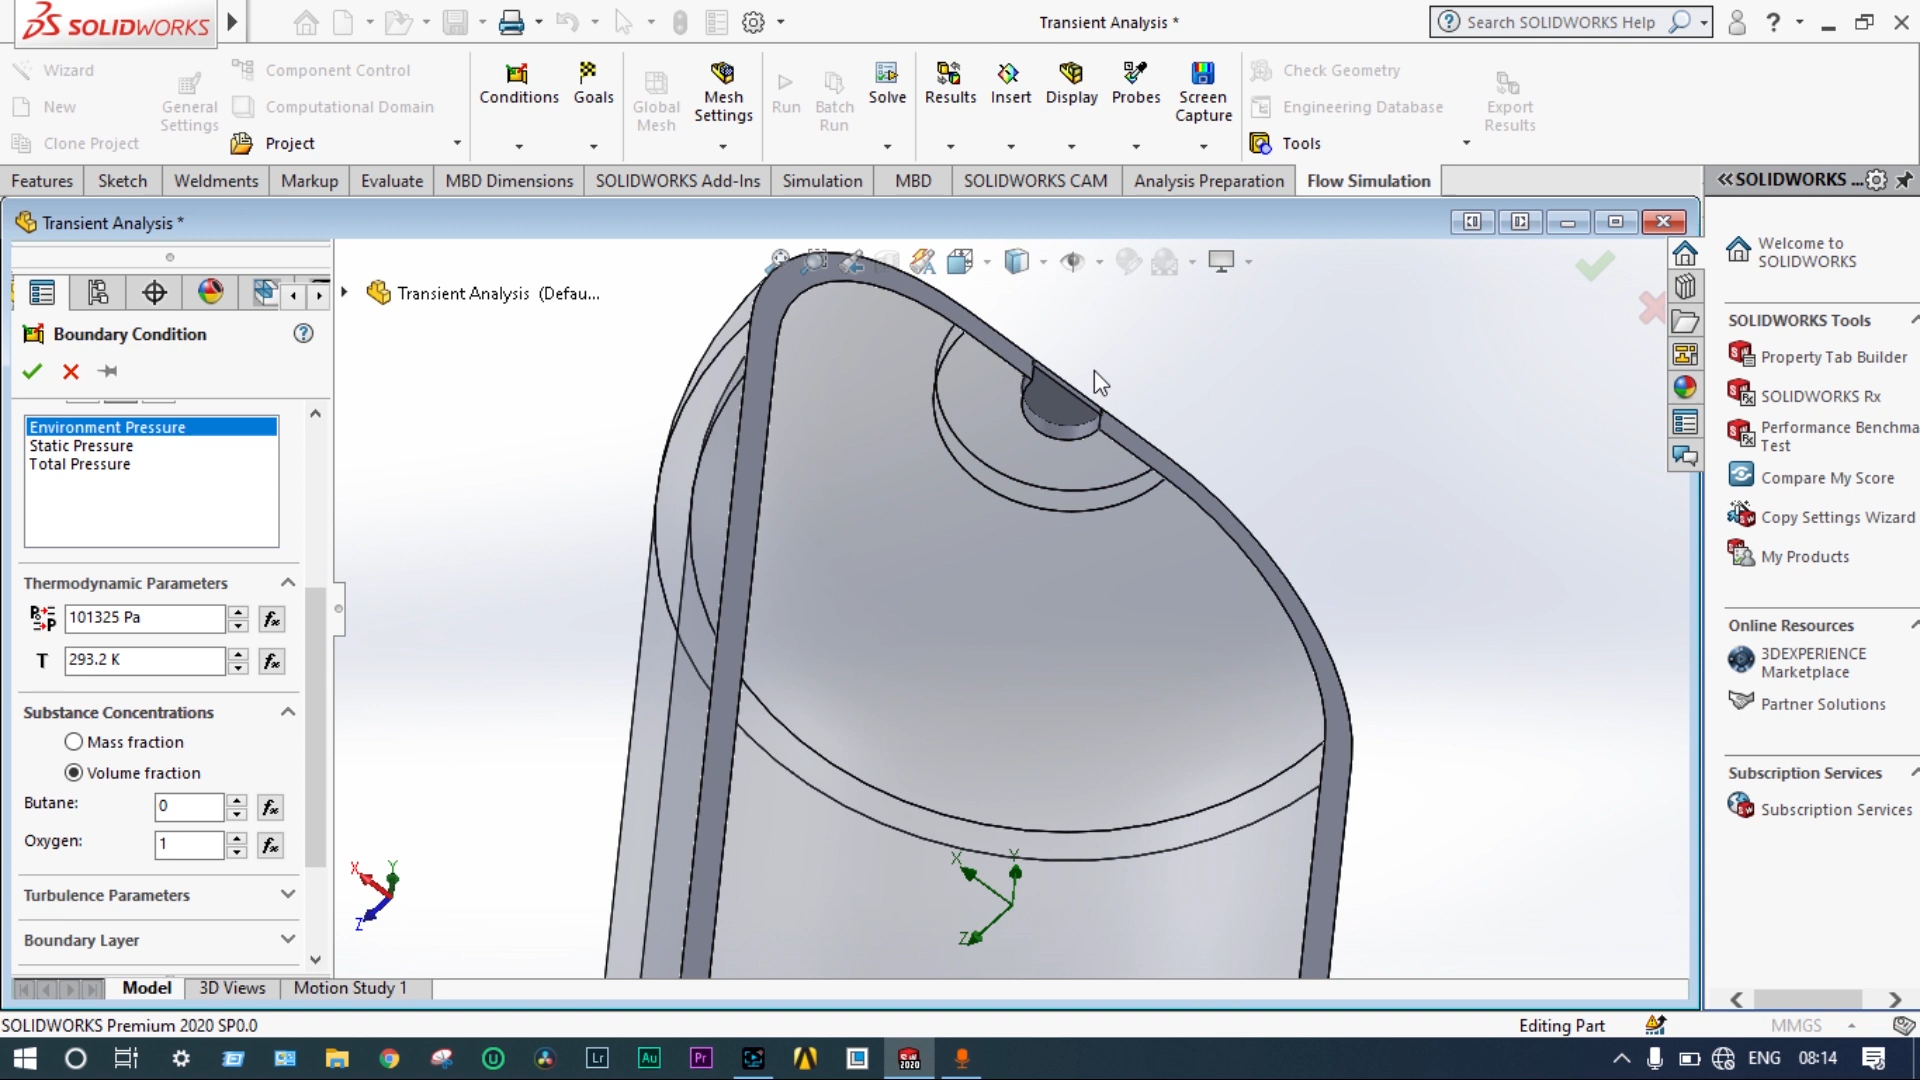 SOLIDWORKS
Transient Analysis *
Search SOLIDWORKS Help
Wizard
New
Clone Project
General Settings
Component Control
Computational Domain
Project
Conditions
Goals
Global Mesh
Mesh Settings
Run
Batch Run
Solve
Results
Insert
Display
Probes
Screen Capture
Check Geometry
Engineering Database
Tools
Export Results
Features
Sketch
Weldments
Markup
Evaluate
MBD Dimensions
SOLIDWORKS Add-Ins
Simulation
MBD
SOLIDWORKS CAM
Analysis Preparation
Flow Simulation
SOLIDWORKS ...
Transient Analysis *
Transient Analysis (Defau...
Boundary Condition
Environment Pressure
Static Pressure
Total Pressure
Thermodynamic Parameters
101325 Pa
T 293.2 K
Substance Concentrations
Mass fraction
Volume fraction
Butane: 0
Oxygen: 1
Turbulence Parameters
Boundary Layer
X Y Z
X Y Z
Welcome to
SOLIDWORKS
SOLIDWORKS Tools
Property Tab Builder
SOLIDWORKS Rx
Performance Benchma
Test
Compare My Score
Copy Settings Wizard
My Products
Online Resources
3DEXPERIENCE
Marketplace
Partner Solutions
Subscription Services
Subscription Services
Model
3D Views
Motion Study 1
SOLIDWORKS Premium 2020 SP0.0
Editing Part
MMGS
Lr
Au
Pr
SW
2020
ENG
08:14